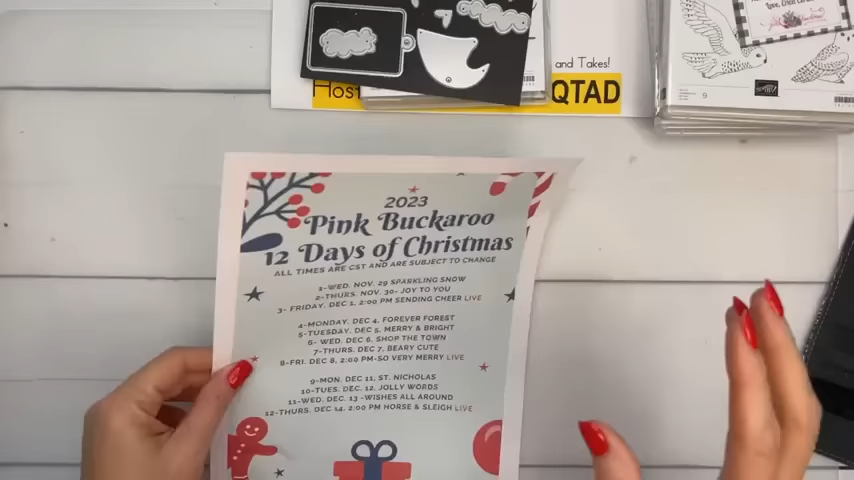 and Takes!
Host
QTAD
9
2023
Pink Buckaroo
12 Days of Christmas
ALL TIMES ARE CST AND ARE SUBJECT TO CHANGE
1-WED. NOV. 29 SPARKLING SNOW
2-THURS. NOV. 30- JOY TO YOU
3- FRIDAY, DEC 1, 2:00 PM SENDING CHEER LIVE
4-MONDAY, DEC 4, FOREVER FOREST
5-TUESDAY, DEC 5, MERRY & BRIGHT
6- WED, DEC 6, SHOP THE TOWN
7-THURS. DEC 7, BEARY CUTE
8-FRI, DEC 8, 2:00 PM-SO VERY MERRY LIVE
9-MON. DEC 11, ST. NICHOLAS
10-TUES. DEC. 12, JOLLY WORDS
11-WED. DEC. 13 -WISHES ALL AROUND
12-THURS. DEC 14, 2:00 PM HORSE & SLEIGH LIVE